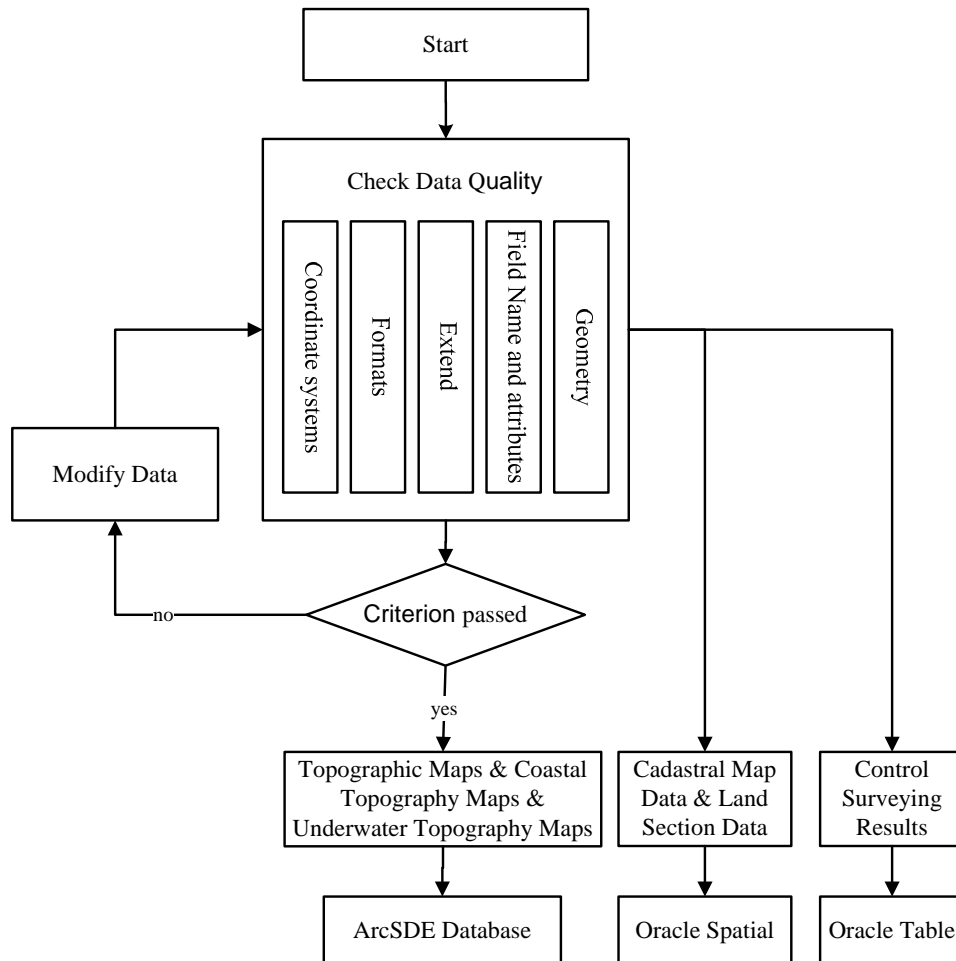 Start
Check Data Quality
Coordinate systems
Formats
Extend
Field Name and attributes
Geometry
Modify Data
Criterion passed
no
yes
Topographic Maps & Coastal
Topography Maps &
Underwater Topography Maps
Cadastral Map
Data & Land
Section Data
Control
Surveying
Results
ArcSDE Database
Oracle Spatial
Oracle Table